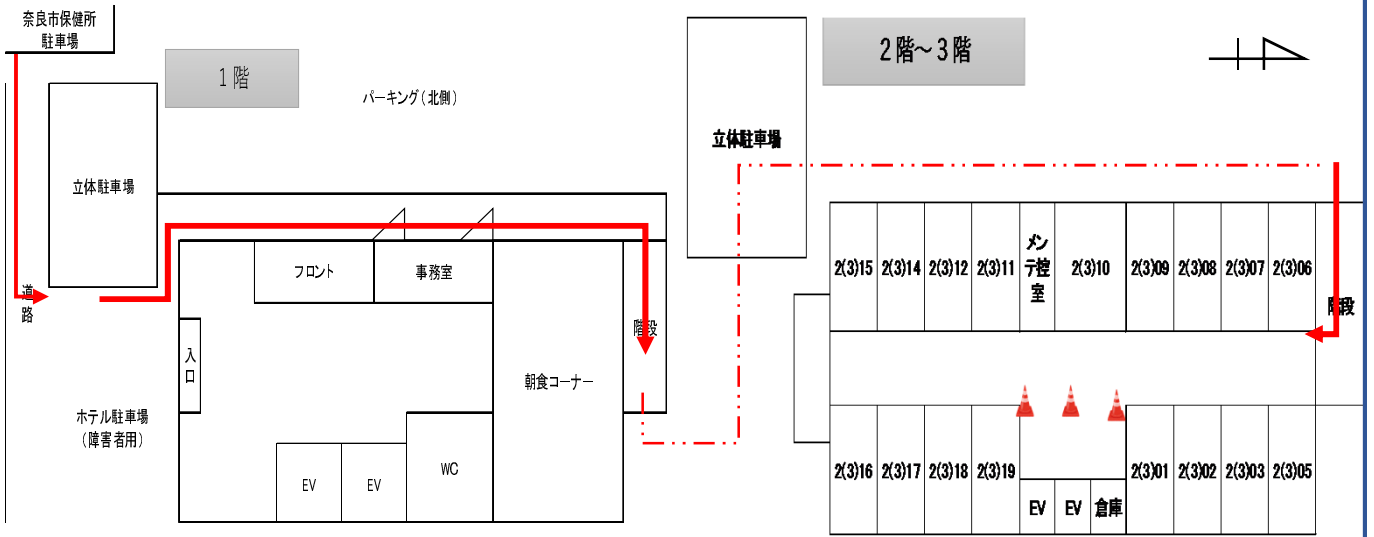 奈良市保健所
駐車場
1階
パーキング(北側)
立体駐車場
道
路
フロント
事務室
階段
入
口
朝食コーナー
ホテル駐車場
(障害者用)
EV
EV
WC
2階～3階
立体駐車場
2(3)15
2(3)14
2(3)12
2(3)11
メン
テ控
室
2(3)10
2(3)09
2(3)08
2(3)07
2(3)06
階段
2(3)16
2(3)17
2(3)18
2(3)19
EV
EV
倉庫
2(3)01
2(3)02
2(3)03
2(3)05